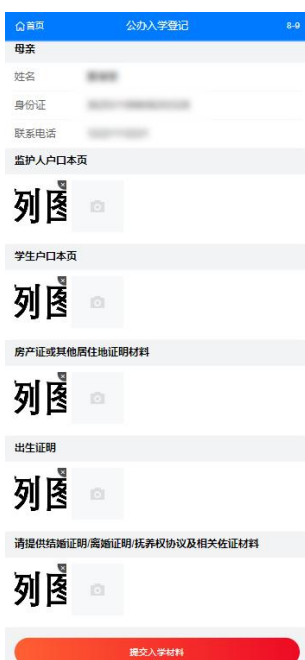 首页 公办入学登记 8-9
母亲
姓名
身份证
联系电话
监护人户口本页
列图
学生户口本页
列图
房产证或其他居住地证明材料
列图
出生证明
列图
请提供结婚证明/离婚证明/抚养权协议及相关佐证材料
列图
提交入学材料